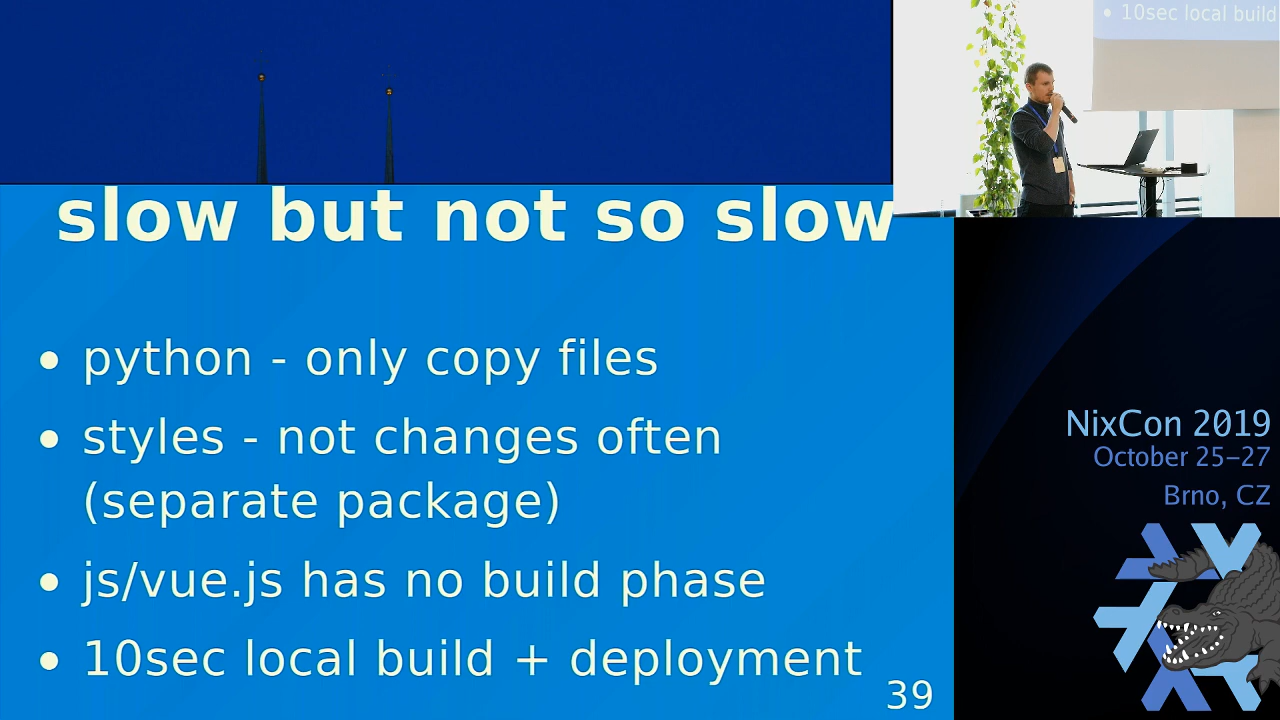 slow but not so slow
• python - only copy files
• styles - not changes often
(separate package)
• js/vue.js has no build phase
• 10sec local build + deployment
39
• 10sec local build
NixCon 2019
October 25–27
Brno, CZ